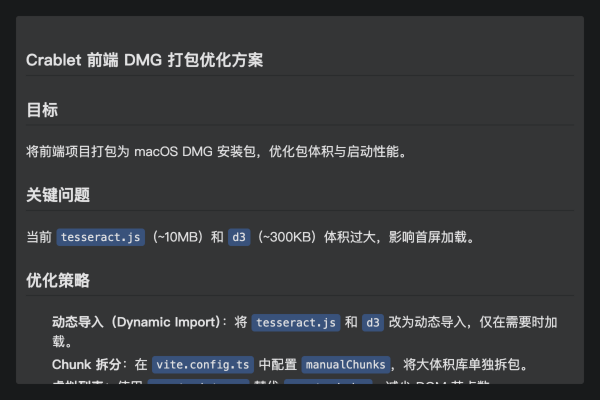 Crablet 前端 DMG 打包优化方案
目标
将前端项目打包为 macOS DMG 安装包，优化包体积与启动性能。
关键问题
当前 tesseract.js（~10MB）和 d3（~300KB）体积过大，影响首屏加载。
优化策略
动态导入（Dynamic Import）：将 tesseract.js 和 d3 改为动态导入，仅在需要时加
载。
Chunk 拆分：在 vite.config.ts 中配置 manualChunks，将大体积库单独拆包。